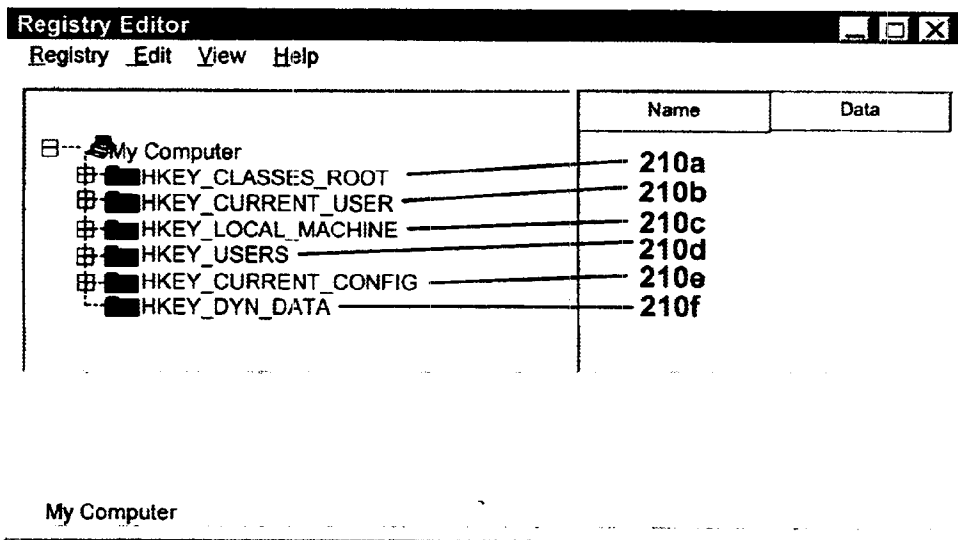 Registry Editor
Registry Edit View Help
Name Data
My Computer
HKEY_CLASSES_ROOT 210a
HKEY_CURRENT_USER 210b
HKEY_LOCAL_MACHINE 210c
HKEY_USERS 210d
HKEY_CURRENT_CONFIG 210e
HKEY_DYN_DATA 210f
My Computer